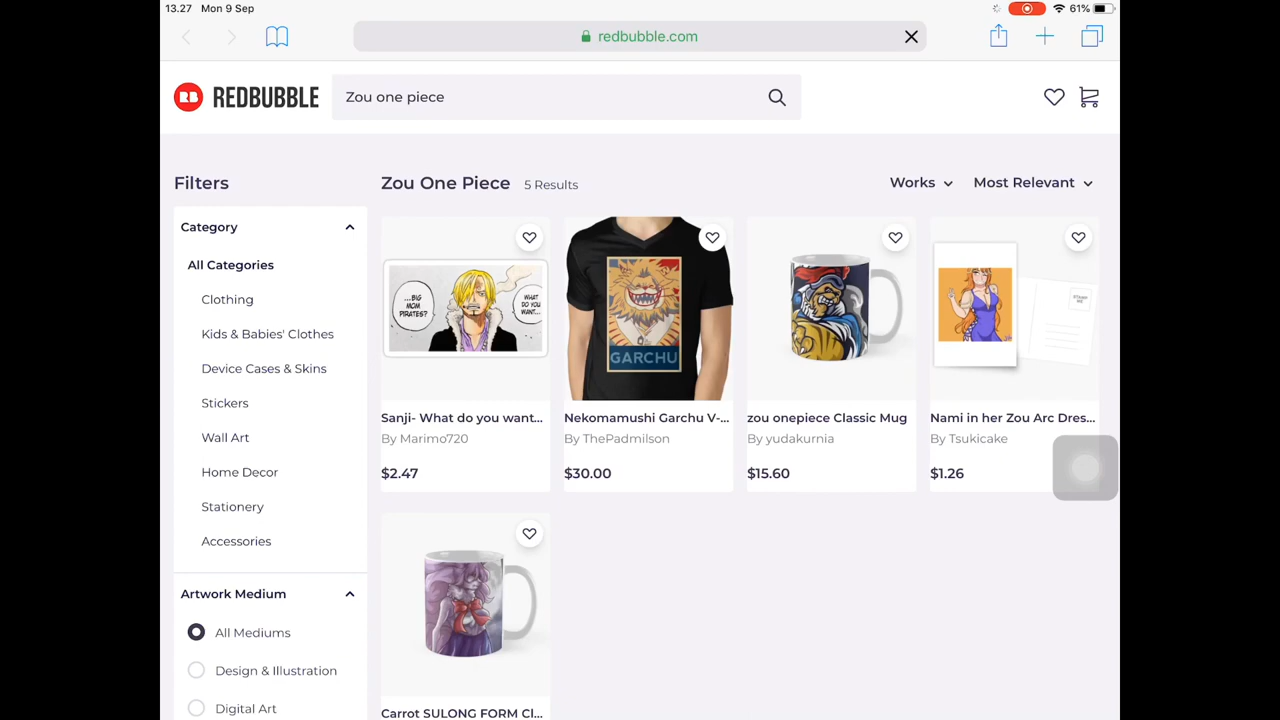 13.27 Mon 9 Sep
61%
redbubble.com
RB REDBUBBLE
Zou one piece
Filters
Zou One Piece 5 Results
Works
Most Relevant
Category
All Categories
Clothing
Kids & Babies' Clothes
Device Cases & Skins
Stickers
Wall Art
Home Decor
Stationery
Accessories
Artwork Medium
All Mediums
Design & Illustration
Digital Art
...BIG
MOM
PIRATES?
WHAT
DO YOU
WANT...
Sanji- What do you want...
By Marimo720
$2.47
GARCHU
Nekomamushi Garchu V-...
By ThePadmilson
$30.00
zou onepiece Classic Mug
By yudakurnia
$15.60
Nami in her Zou Arc Dres...
By Tsukicake
$1.26
Carrot SULONG FORM Cl...